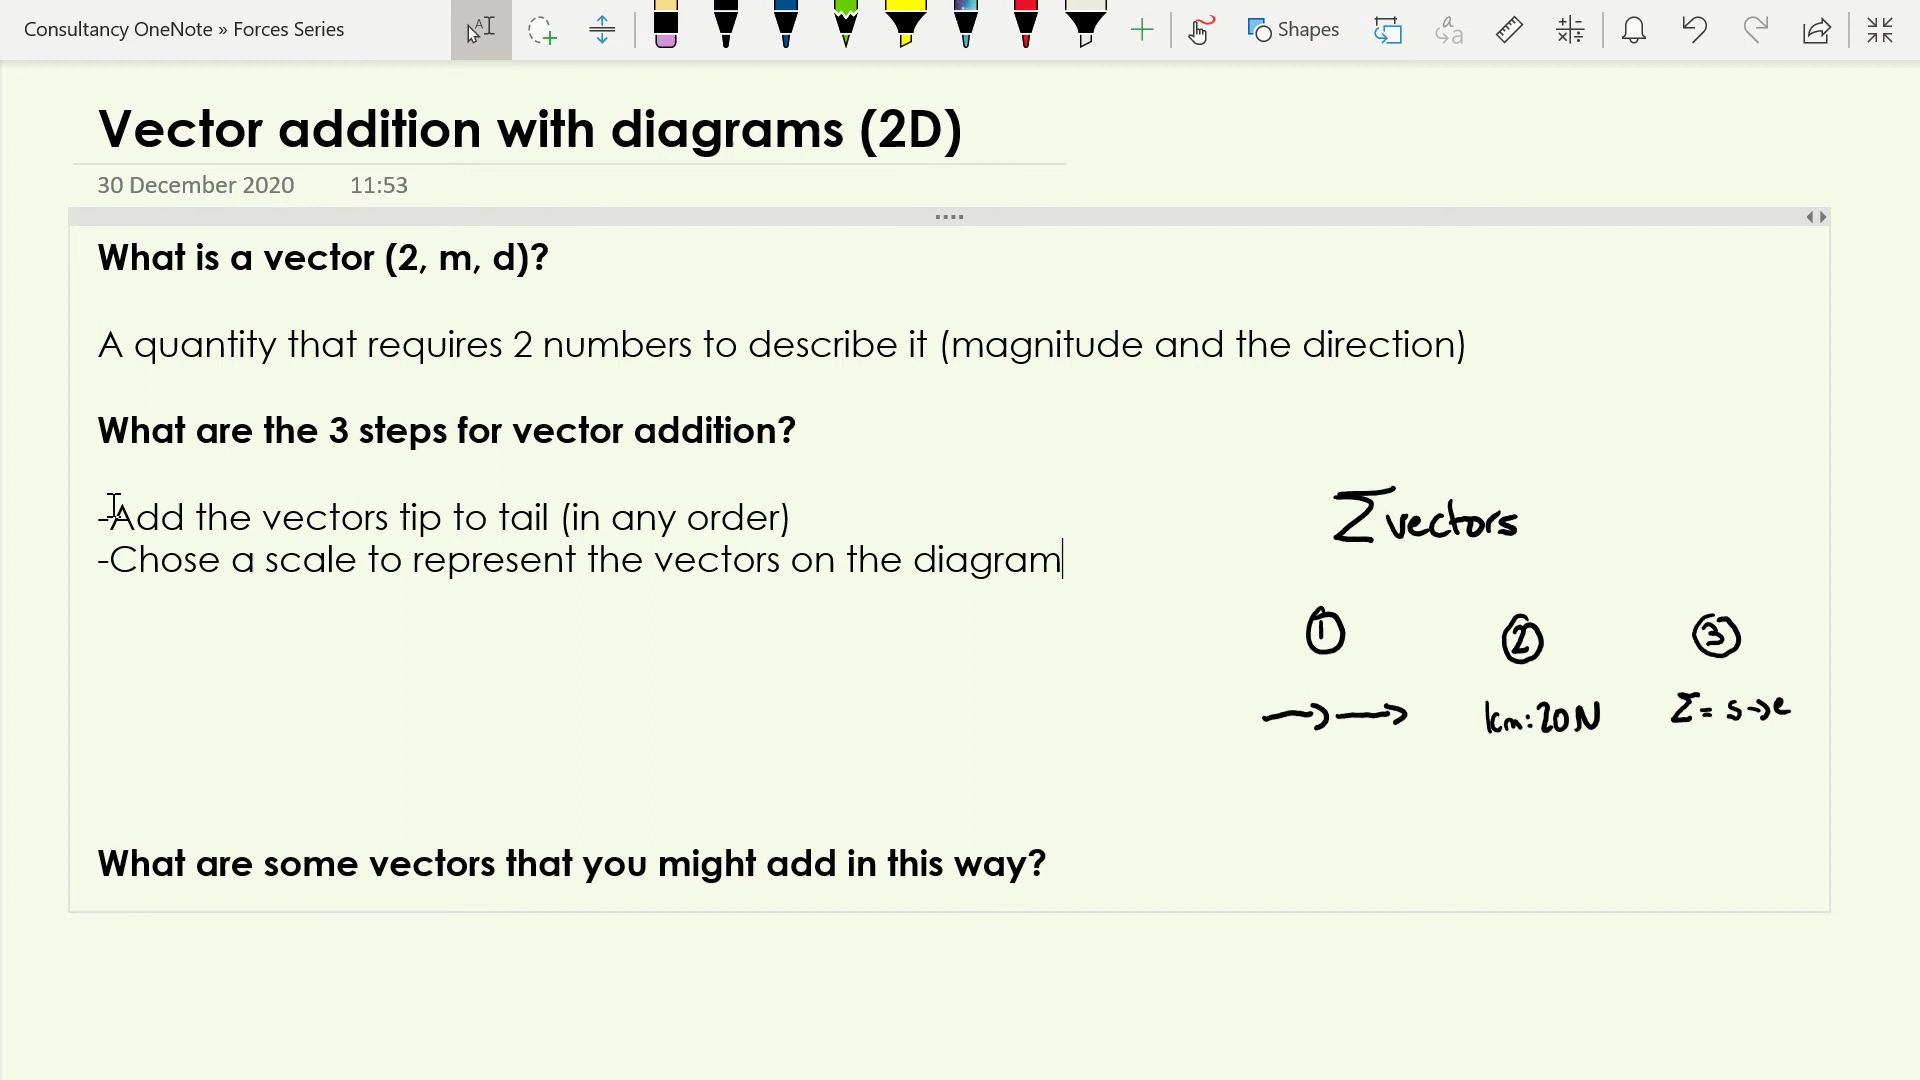 Consultancy OneNote » Forces Series
Shapes
Vector addition with diagrams (2D)
30 December 2020 11:53
What is a vector (2, m, d)?
A quantity that requires 2 numbers to describe it (magnitude and the direction)
What are the 3 steps for vector addition?
-Add the vectors tip to tail (in any order)
-Chose a scale to represent the vectors on the diagram
Σ vectors
① ② ③
→→ 1cm:20N Σ = s→e
What are some vectors that you might add in this way?